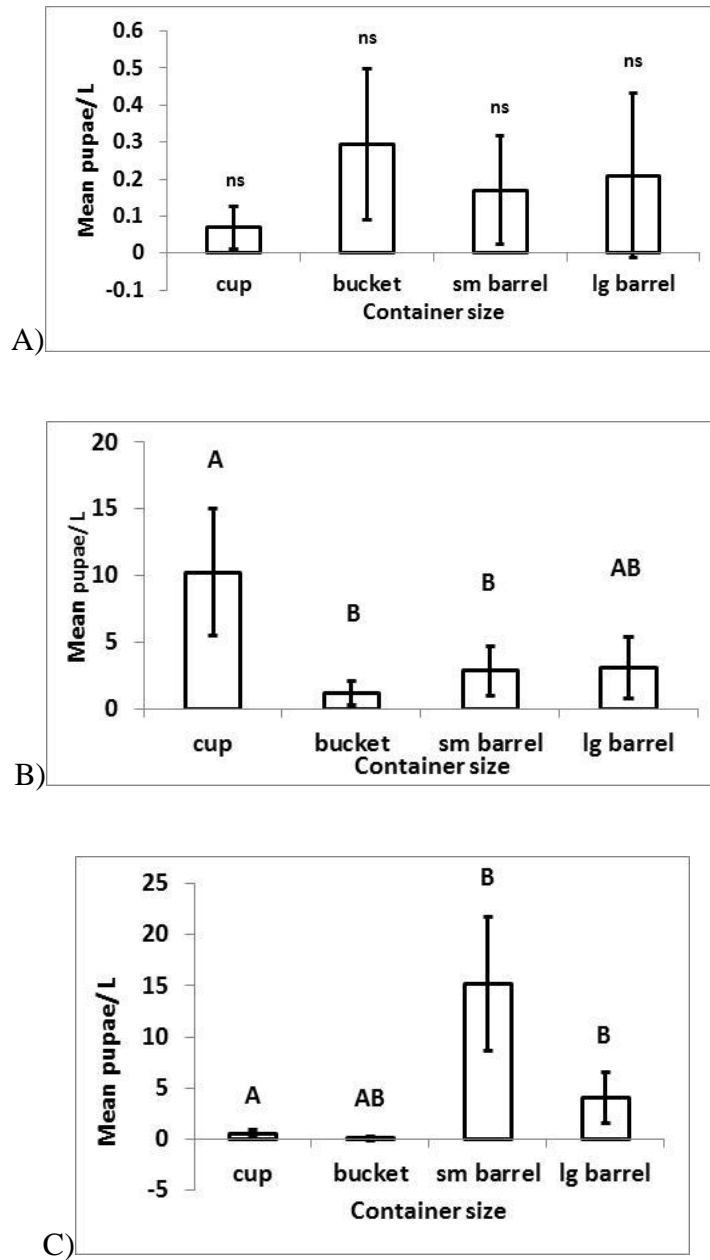 0.6
0.5
0.4
0.3
0.2
0.1
0
-0.1
Mean pupae/ L
ns
ns
ns
ns
cup bucket sm barrel lg barrel
Container size
A)
20
15
10
5
0
Mean pupae/ L
A
B
B
AB
cup bucket sm barrel lg barrel
Container size
B)
25
20
15
10
5
0
-5
Mean pupae/ L
A
AB
B
B
cup bucket sm barrel lg barrel
Container size
C)